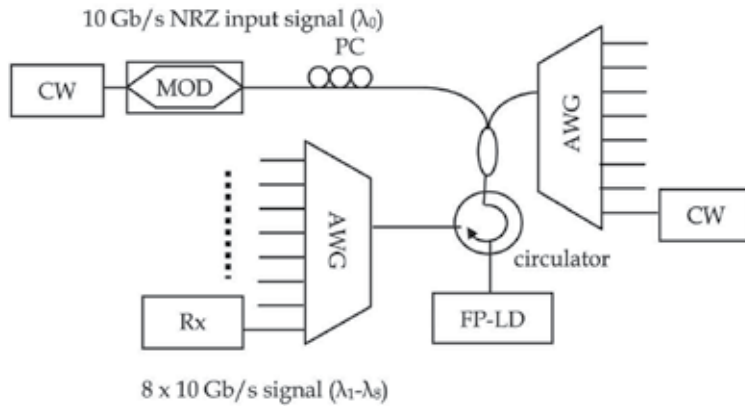 10 Gb/s NRZ input signal (λ₀)
PC
CW
MOD
AWG
AWG
CW
circulator
Rx
FP-LD
8 x 10 Gb/s signal (λ₁-λ₈)